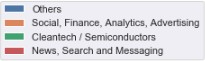 Others
Social, Finance, Analytics, Advertising
Cleantech / Semiconductors
News, Search and Messaging